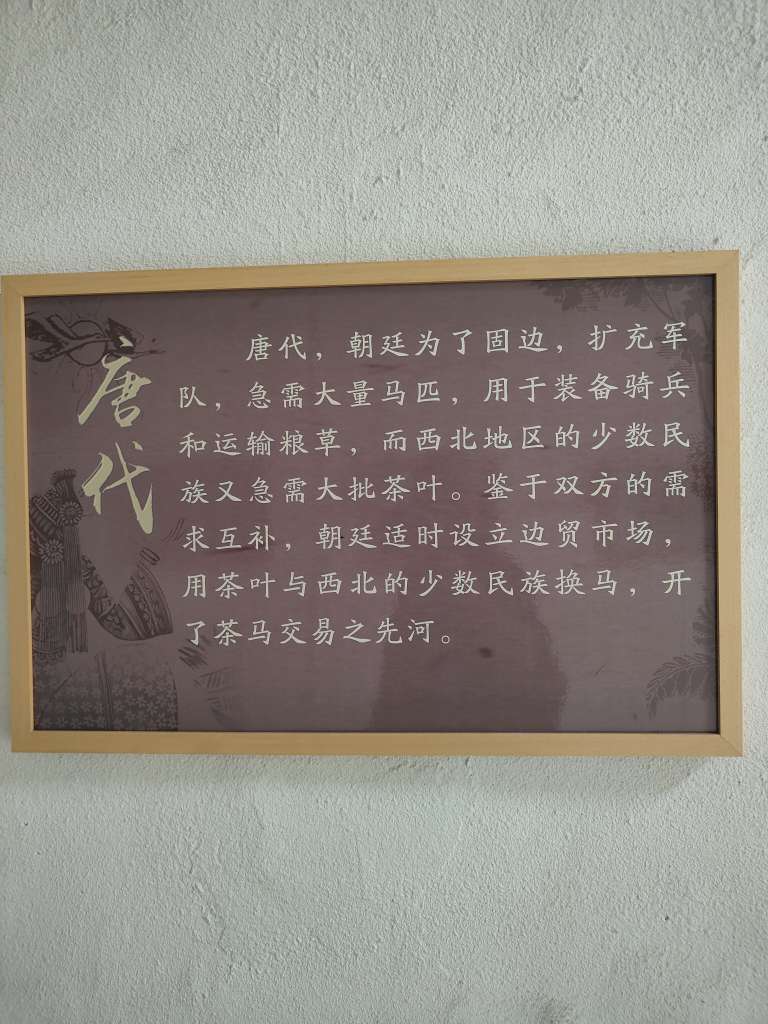 唐代
唐代，朝廷为了固边，扩充军
队，急需大量马匹，用于装备骑兵
和运输粮草，而西北地区的少数民
族又急需大批茶叶。鉴于双方的需
求互补，朝廷适时设立边贸市场，
用茶叶与西北的少数民族换马，开
了茶马交易之先河。